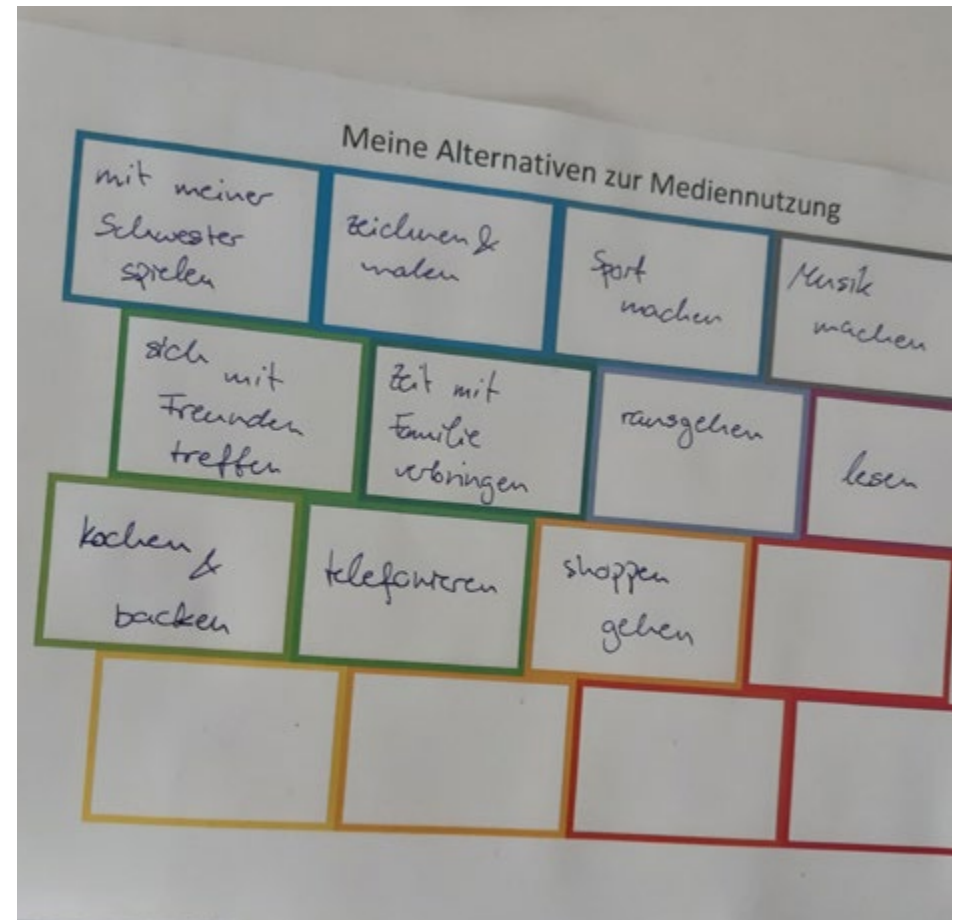 Meine Alternativen zur Mediennutzung
mit meiner
Schwester
spielen
zeichnen &
malen
Sport
machen
Musik
machen
sich mit
Freunden
treffen
Zeit mit
Familie
verbringen
rausgehen
lesen
kochen &
backen
telefonieren
shoppen
gehen